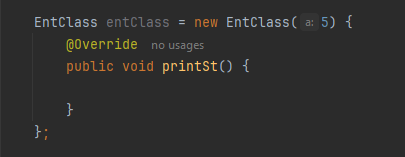 EntClass entClass = new EntClass( a: 5) {
@Override no usages
public void printSt() {
}
};